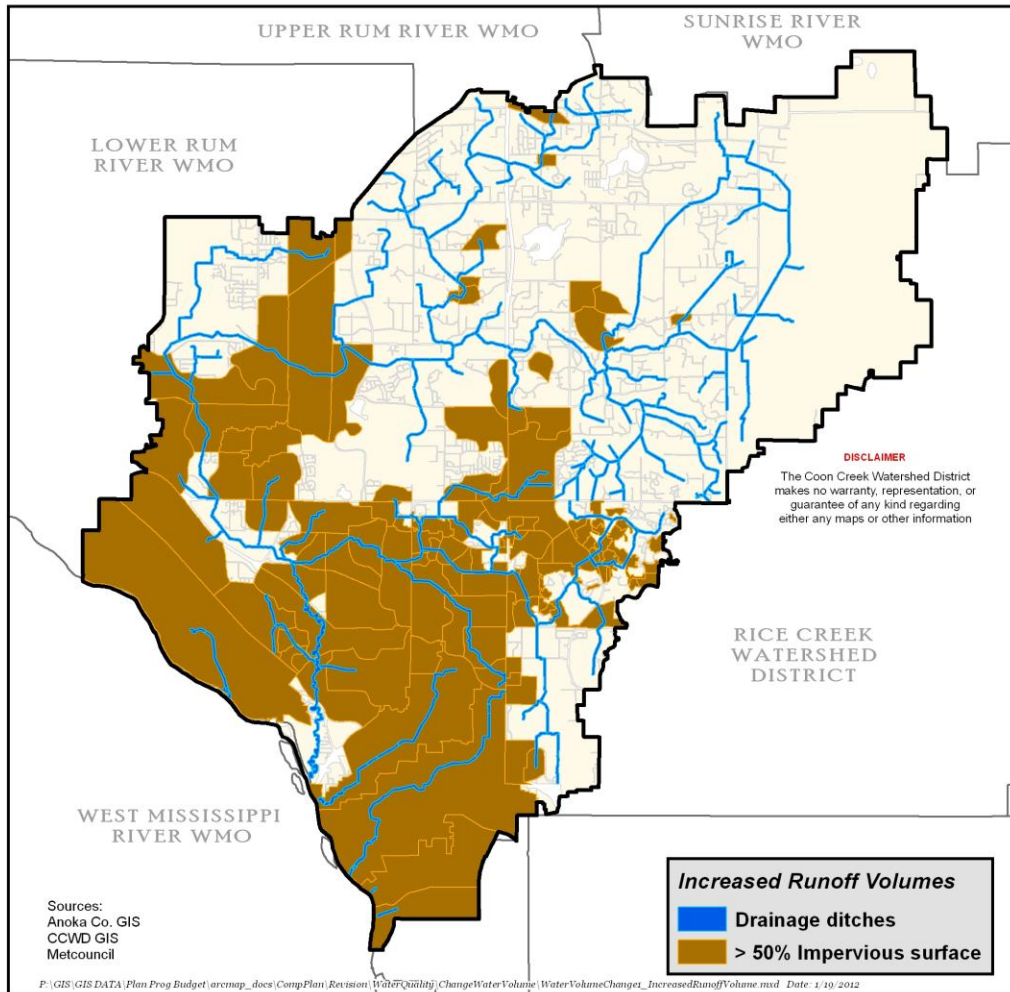 UPPER RUM RIVER WMO
SUNRISE RIVER
WMO
LOWER RUM
RIVER WMO
DISCLAIMER
The Coon Creek Watershed District
makes no warranty, representation, or
guarantee of any kind regarding
either any maps or other information
RICE CREEK
WATERSHED
DISTRICT
WEST MISSISSIPPI
RIVER WMO
Sources:
Anoka Co. GIS
CCWD GIS
Metcouncil
Increased Runoff Volumes
Drainage ditches
> 50% Impervious surface
P:\GIS\GIS DATA\Plan Prog Budget\arcmap_docs\CompPlan\Revision\WaterQuality\ChangeWaterVolume\WaterVolumeChange1_IncreasedRunoffVolume.mxd Date: 1/19/2012